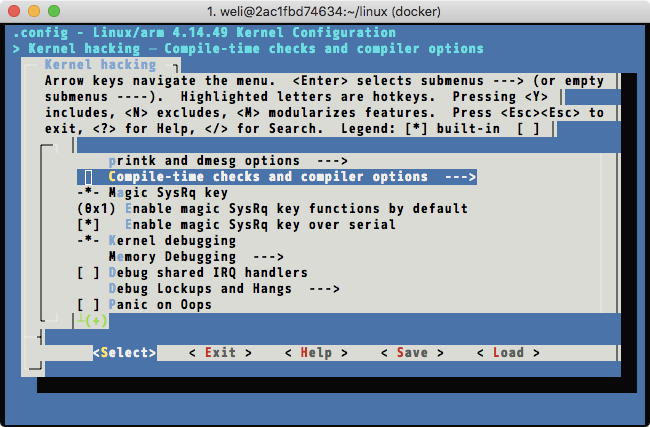 1. weli@2ac1fbd74634:~/linux (docker)
.config - Linux/arm 4.14.49 Kernel Configuration
> Kernel hacking — Compile-time checks and compiler options
Kernel hacking
Arrow keys navigate the menu.  <Enter> selects submenus ---> (or empty
submenus ----).  Highlighted letters are hotkeys.  Pressing <Y>
includes, <N> excludes, <M> modularizes features.  Press <Esc><Esc> to
exit, <?> for Help, </> for Search.  Legend: [*] built-in  [ ]
printk and dmesg options  --->
Compile-time checks and compiler options  --->
-*- Magic SysRq key
(0x1) Enable magic SysRq key functions by default
[*]   Enable magic SysRq key over serial
-*- Kernel debugging
Memory Debugging  --->
[ ] Debug shared IRQ handlers
Debug Lockups and Hangs  --->
[ ] Panic on Oops
┴(+)
<Select>    < Exit >    < Help >    < Save >    < Load >